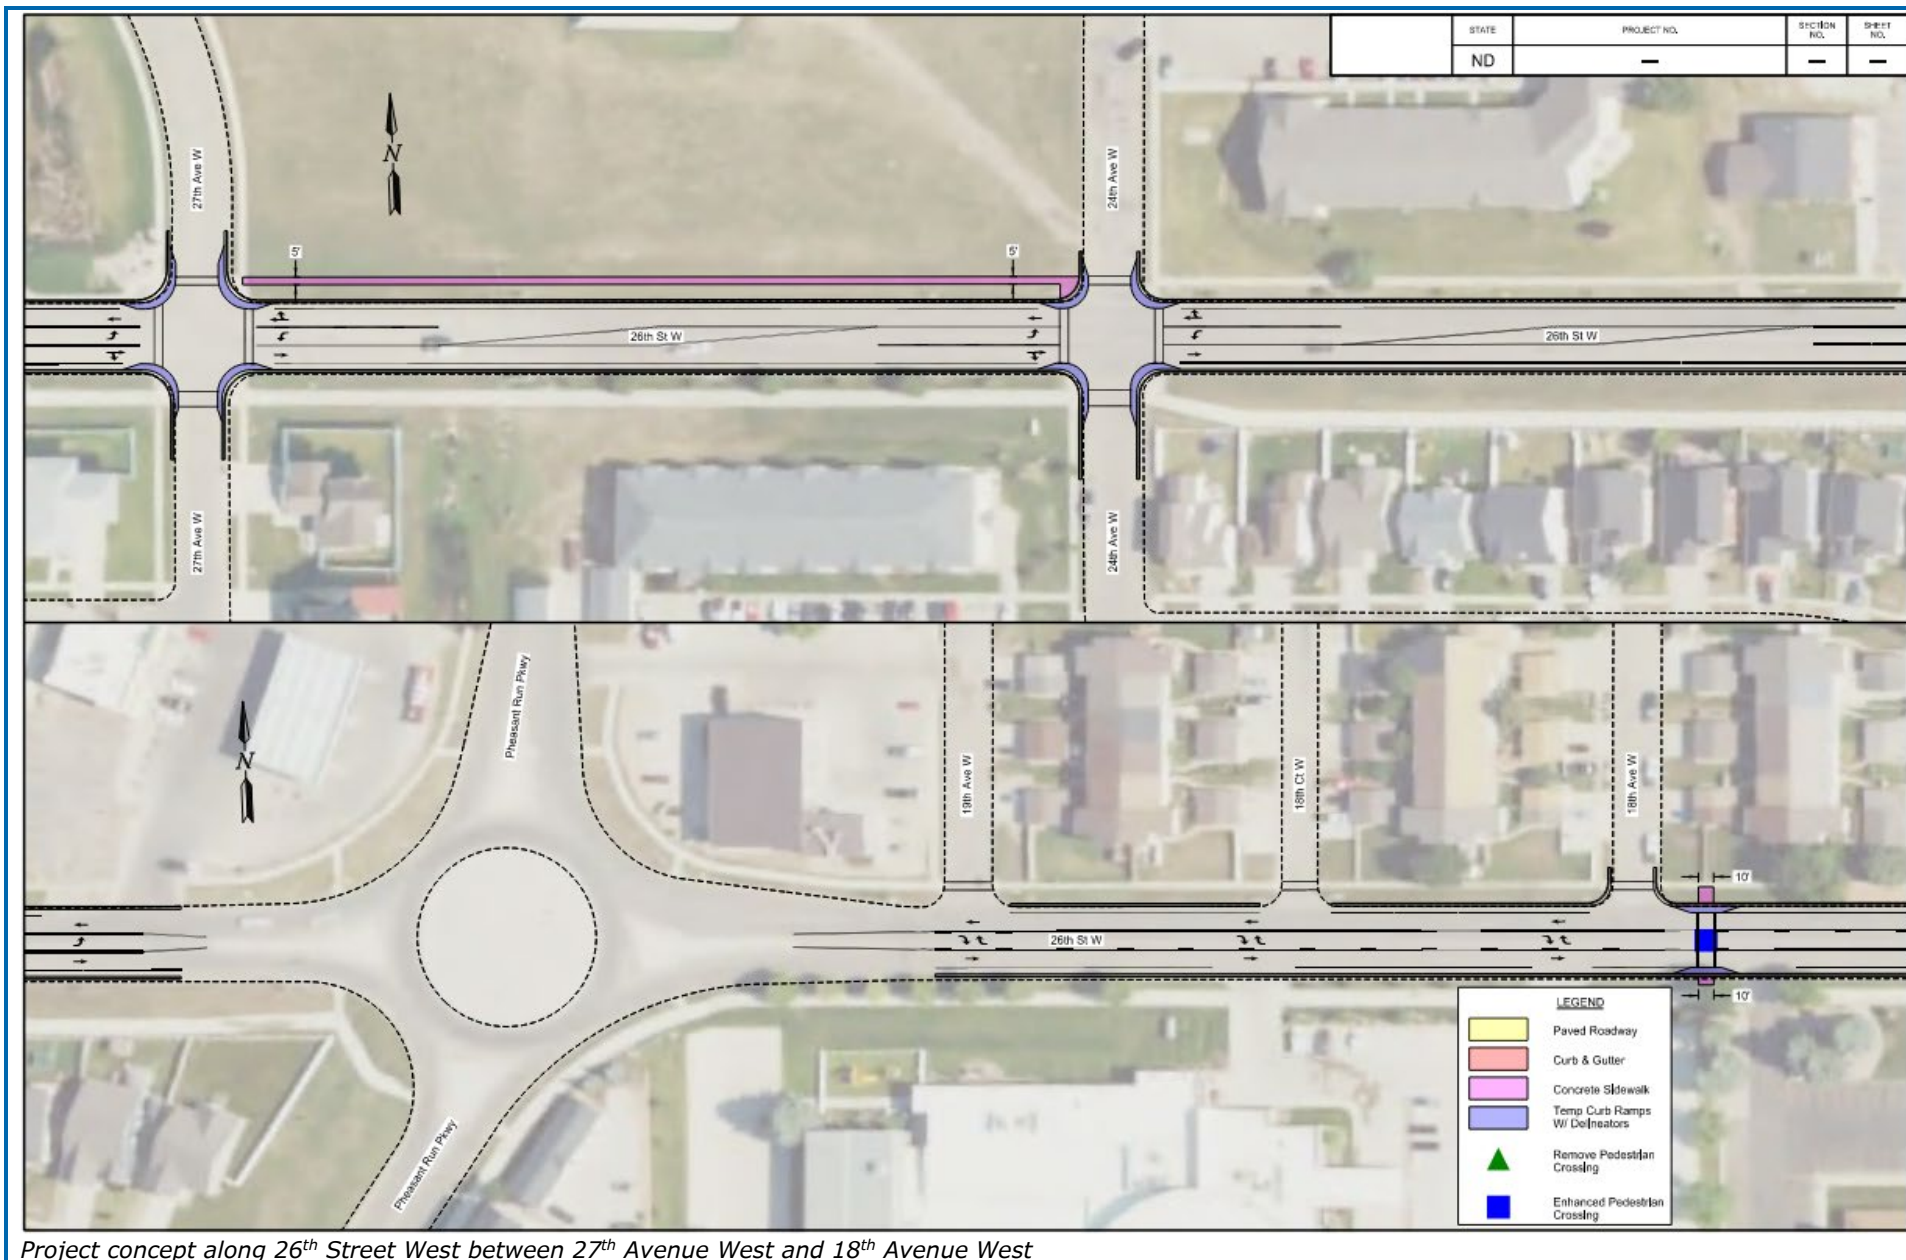 STATE PROJECT NO. SECTION NO. SHEET NO.
ND — — —
27th Ave W
N
24th Ave W
5'
5'
26th St W
26th St W
27th Ave W
24th Ave W
Pheasant Run Pkwy
N
19th Ave W
18th Ct W
18th Ave W
10'
26th St W
10'
Pheasant Run Pkwy
LEGEND
Paved Roadway
Curb & Gutter
Concrete Sidewalk
Temp Curb Ramps
W/ Delineators
Remove Pedestrian
Crossing
Enhanced Pedestrian
Crossing
Project concept along 26th Street West between 27th Avenue West and 18th Avenue West